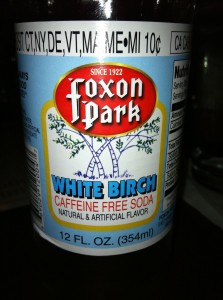 CT,NY,DE,VT,MA-ME•MI 10¢
CA
SINCE 1922
foxon
Park
WHITE BIRCH
CAFFEINE FREE SODA
NATURAL & ARTIFICIAL FLAVOR
12 FL. OZ. (354ml)